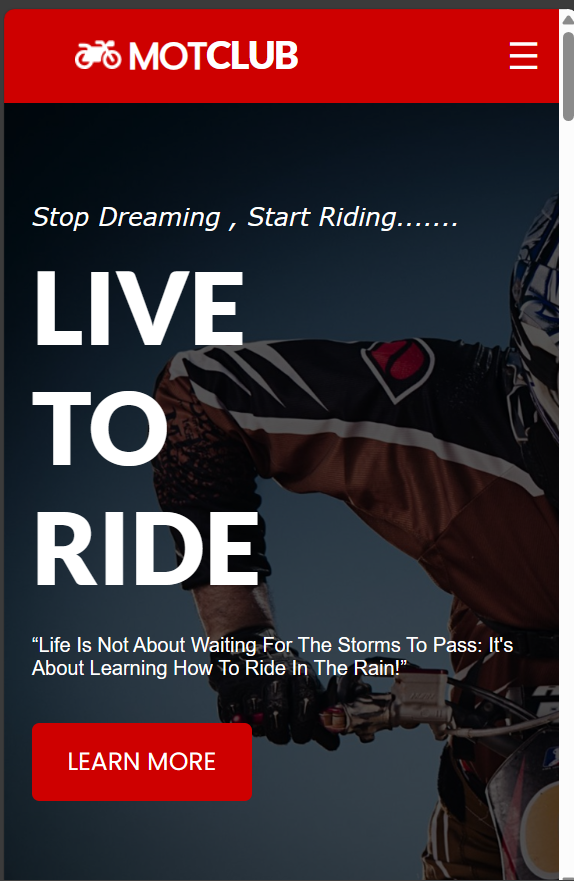 MOTCLUB
Stop Dreaming , Start Riding.......
LIVE
TO
RIDE
“Life Is Not About Waiting For The Storms To Pass: It's
About Learning How To Ride In The Rain!”
LEARN MORE